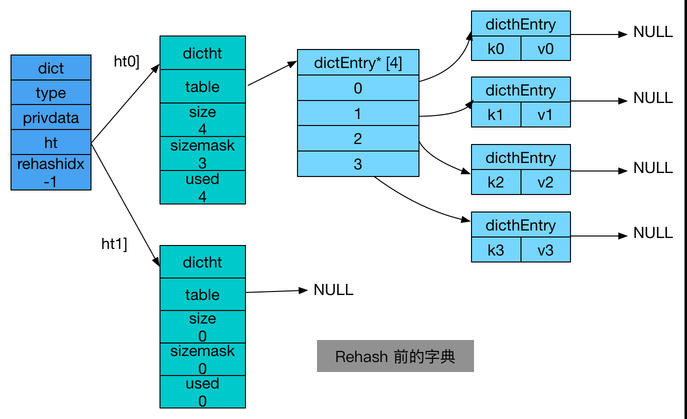 dict
type
privdata
ht
rehashidx
-1
ht0]
dictht
table
size
4
sizemask
3
used
4
dictEntry* [4]
0
1
2
3
dicthEntry
k0 v0
NULL
dicthEntry
k1 v1
NULL
dicthEntry
k2 v2
NULL
dicthEntry
k3 v3
NULL
ht1]
dictht
table
size
0
sizemask
0
used
0
NULL
Rehash 前的字典